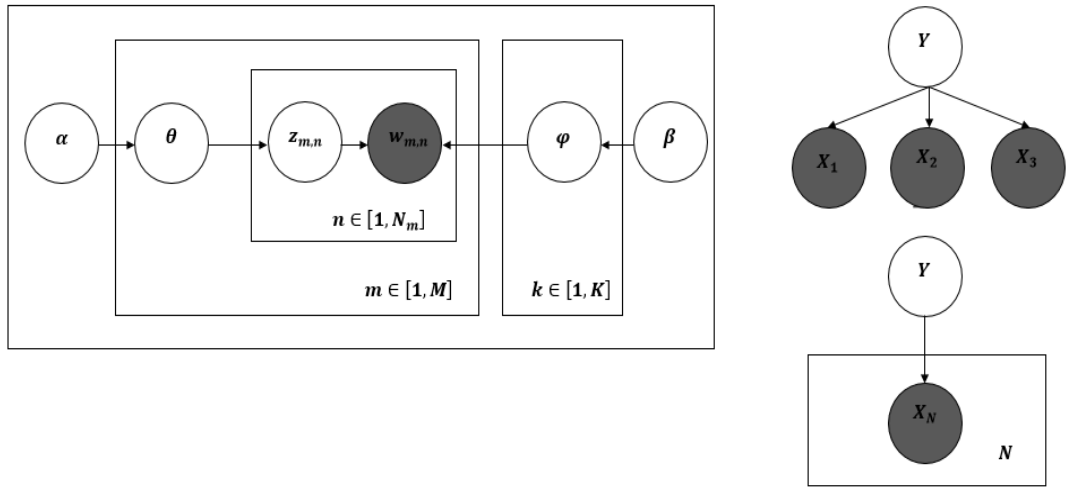 α θ z_{m,n} w_{m,n} φ β
n ∈ [1, N_m]
m ∈ [1, M] k ∈ [1, K]
Y
X_1 X_2 X_3
Y
X_N
N